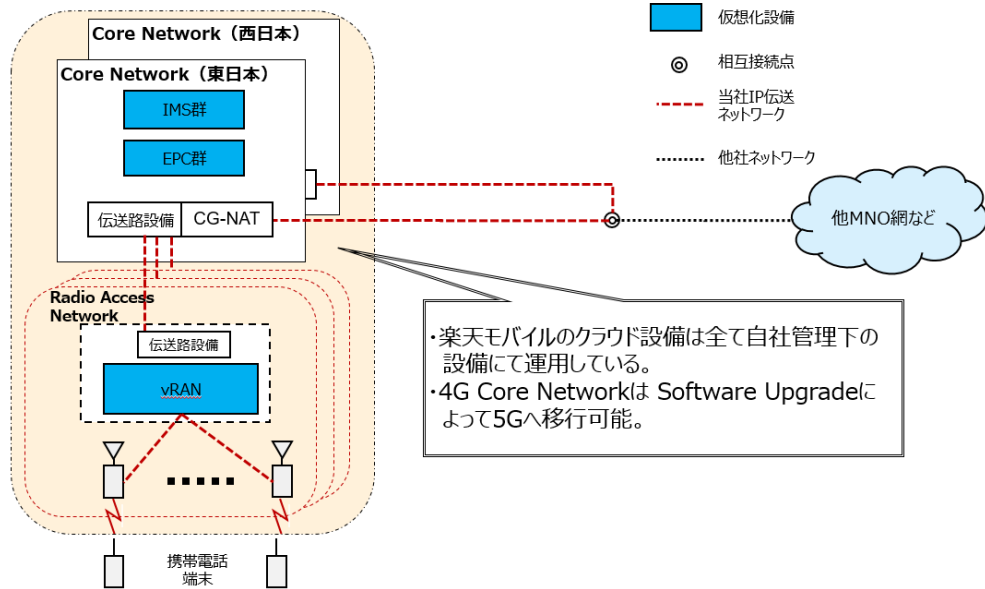 Core Network（西日本）
Core Network（東日本）
IMS群
EPC群
伝送路設備
CG-NAT
Radio Access
Network
伝送路設備
vRAN
携帯電話
端末
仮想化設備
相互接続点
当社IP伝送
ネットワーク
他社ネットワーク
他MNO網など
・楽天モバイルのクラウド設備は全て自社管理下の
設備にて運用している。
・4G Core Networkは Software Upgradeに
よって5Gへ移行可能。